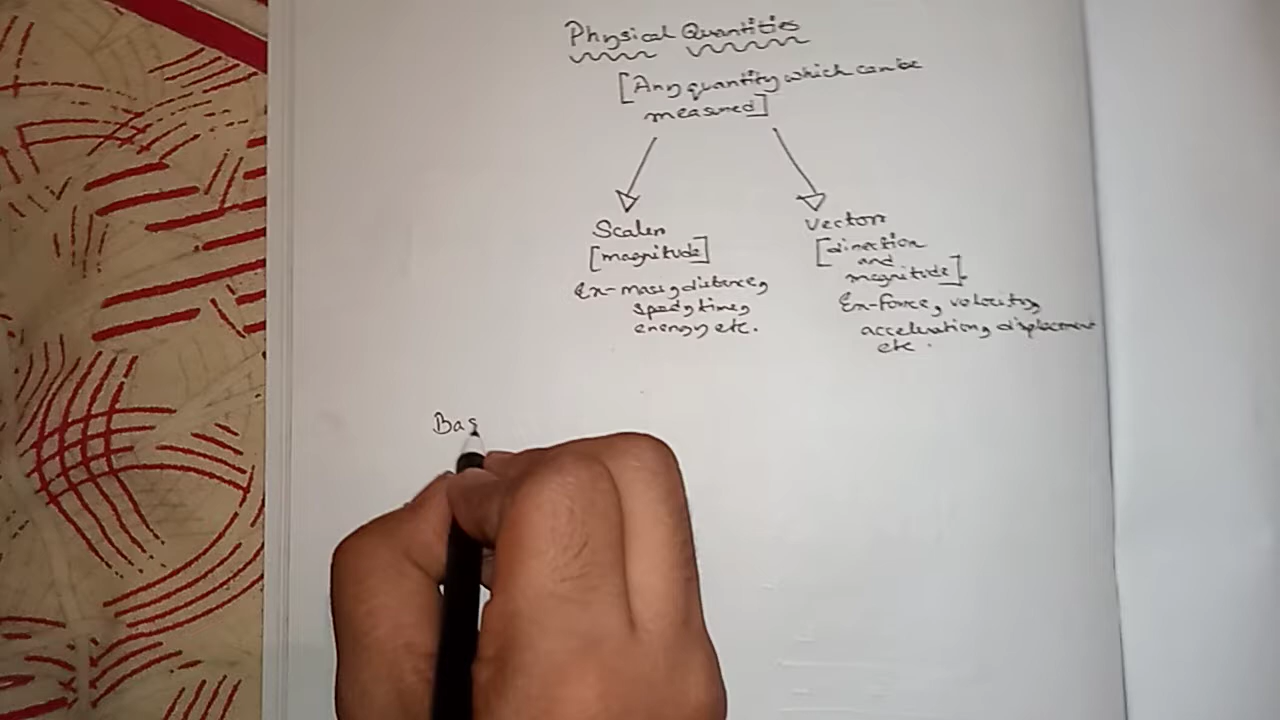 Physical Quantities
[Any quantity which can be
measured]
Scaler
[magnitude]
Ex-mass, distance,
speed, time,
energy etc.
Vector
[direction
and
magnitude].
Ex-Force, velocity,
acceleration, displacement
etc.
Bas